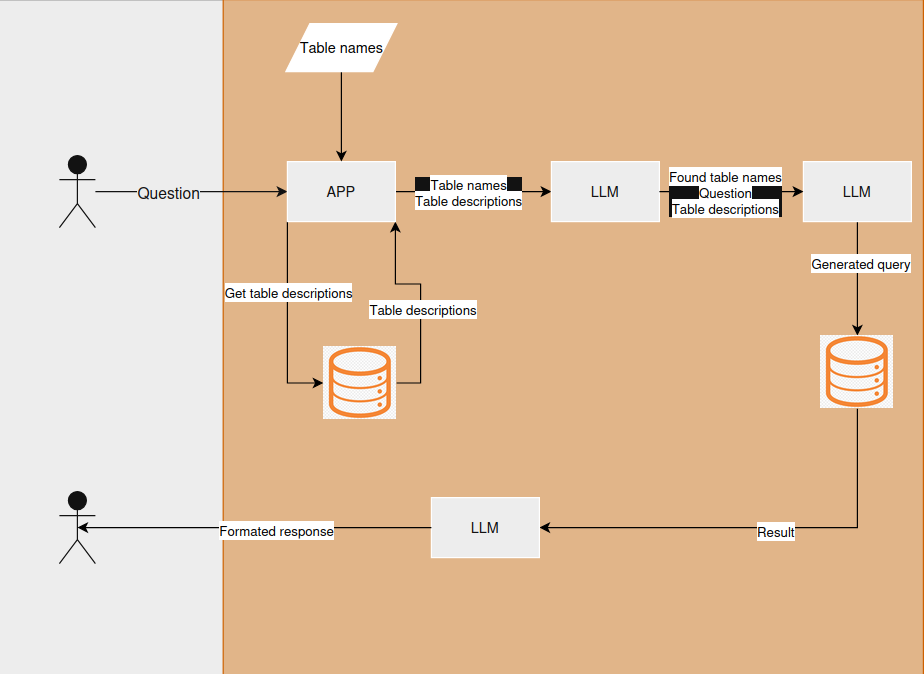 Table names
Question
APP
Table names
Table descriptions
LLM
Found table names
Question
Table descriptions
LLM
Get table descriptions
Table descriptions
Generated query
Formated response
LLM
Result